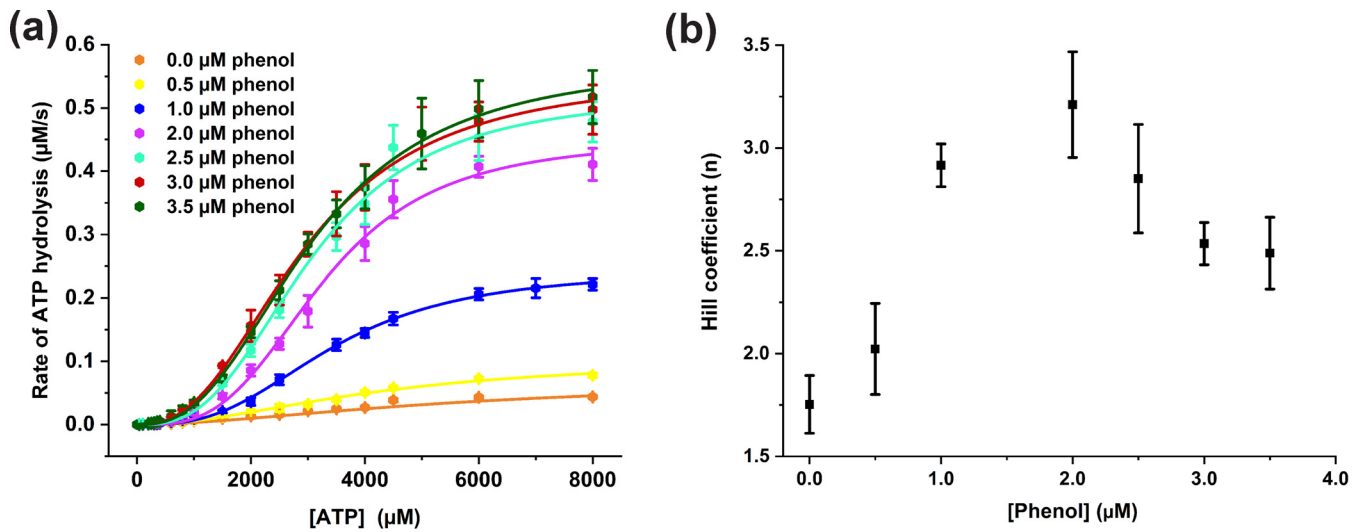 (a)
0.6
0.5
0.4
0.3
0.2
0.1
0.0
Rate of ATP hydrolysis (µM/s)
0.0 µM phenol
0.5 µM phenol
1.0 µM phenol
2.0 µM phenol
2.5 µM phenol
3.0 µM phenol
3.5 µM phenol
0 2000 4000 6000 8000
[ATP] (µM)
(b)
3.5
3.0
2.5
2.0
1.5
Hill coefficient (n)
0.0 1.0 2.0 3.0 4.0
[Phenol] (µM)